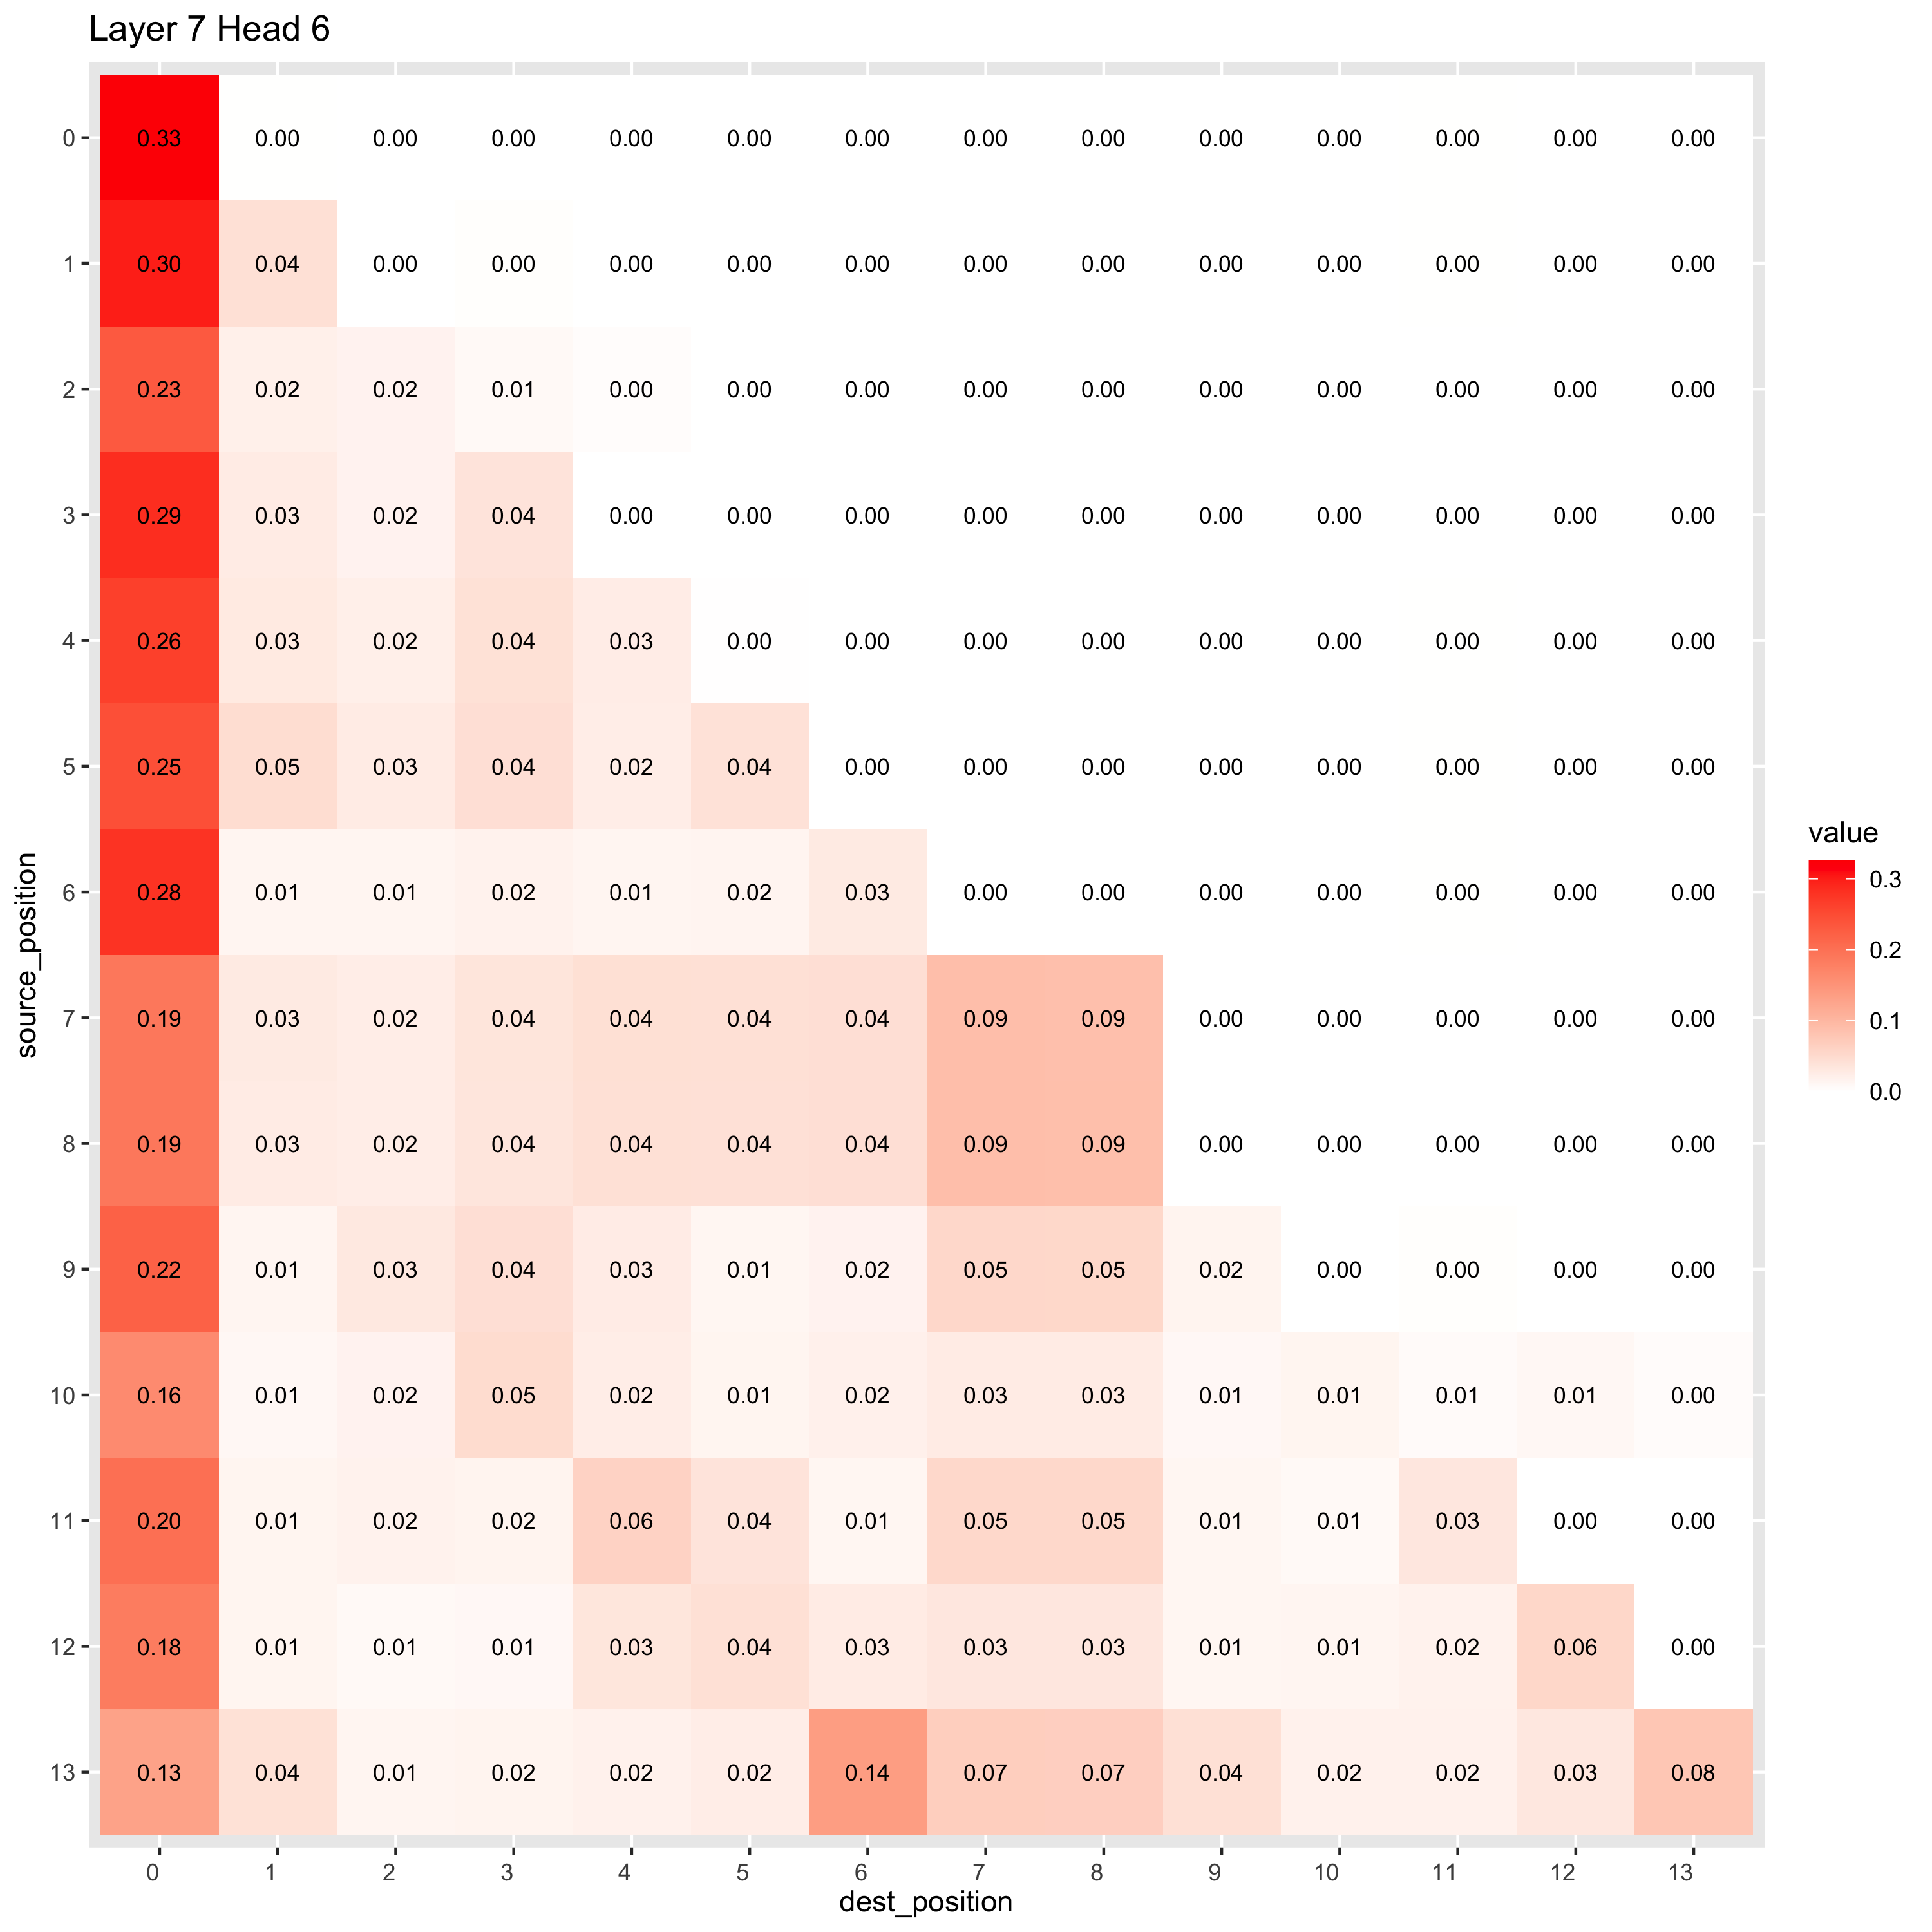 Layer 7 Head 6
0 0.33 0.00 0.00 0.00 0.00 0.00 0.00 0.00 0.00 0.00 0.00 0.00 0.00 0.00
1 0.30 0.04 0.00 0.00 0.00 0.00 0.00 0.00 0.00 0.00 0.00 0.00 0.00 0.00
2 0.23 0.02 0.02 0.01 0.00 0.00 0.00 0.00 0.00 0.00 0.00 0.00 0.00 0.00
3 0.29 0.03 0.02 0.04 0.00 0.00 0.00 0.00 0.00 0.00 0.00 0.00 0.00 0.00
4 0.26 0.03 0.02 0.04 0.03 0.00 0.00 0.00 0.00 0.00 0.00 0.00 0.00 0.00
5 0.25 0.05 0.03 0.04 0.02 0.04 0.00 0.00 0.00 0.00 0.00 0.00 0.00 0.00
6 0.28 0.01 0.01 0.02 0.01 0.02 0.03 0.00 0.00 0.00 0.00 0.00 0.00 0.00
7 0.19 0.03 0.02 0.04 0.04 0.04 0.04 0.09 0.09 0.00 0.00 0.00 0.00 0.00
8 0.19 0.03 0.02 0.04 0.04 0.04 0.04 0.09 0.09 0.00 0.00 0.00 0.00 0.00
9 0.22 0.01 0.03 0.04 0.03 0.01 0.02 0.05 0.05 0.02 0.00 0.00 0.00 0.00
10 0.16 0.01 0.02 0.05 0.02 0.01 0.02 0.03 0.03 0.01 0.01 0.01 0.01 0.00
11 0.20 0.01 0.02 0.02 0.06 0.04 0.01 0.05 0.05 0.01 0.01 0.03 0.00 0.00
12 0.18 0.01 0.01 0.01 0.03 0.04 0.03 0.03 0.03 0.01 0.01 0.02 0.06 0.00
13 0.13 0.04 0.01 0.02 0.02 0.02 0.14 0.07 0.07 0.04 0.02 0.02 0.03 0.08
0 1 2 3 4 5 6 7 8 9 10 11 12 13
dest_position
source_position
value
0.3
0.2
0.1
0.0